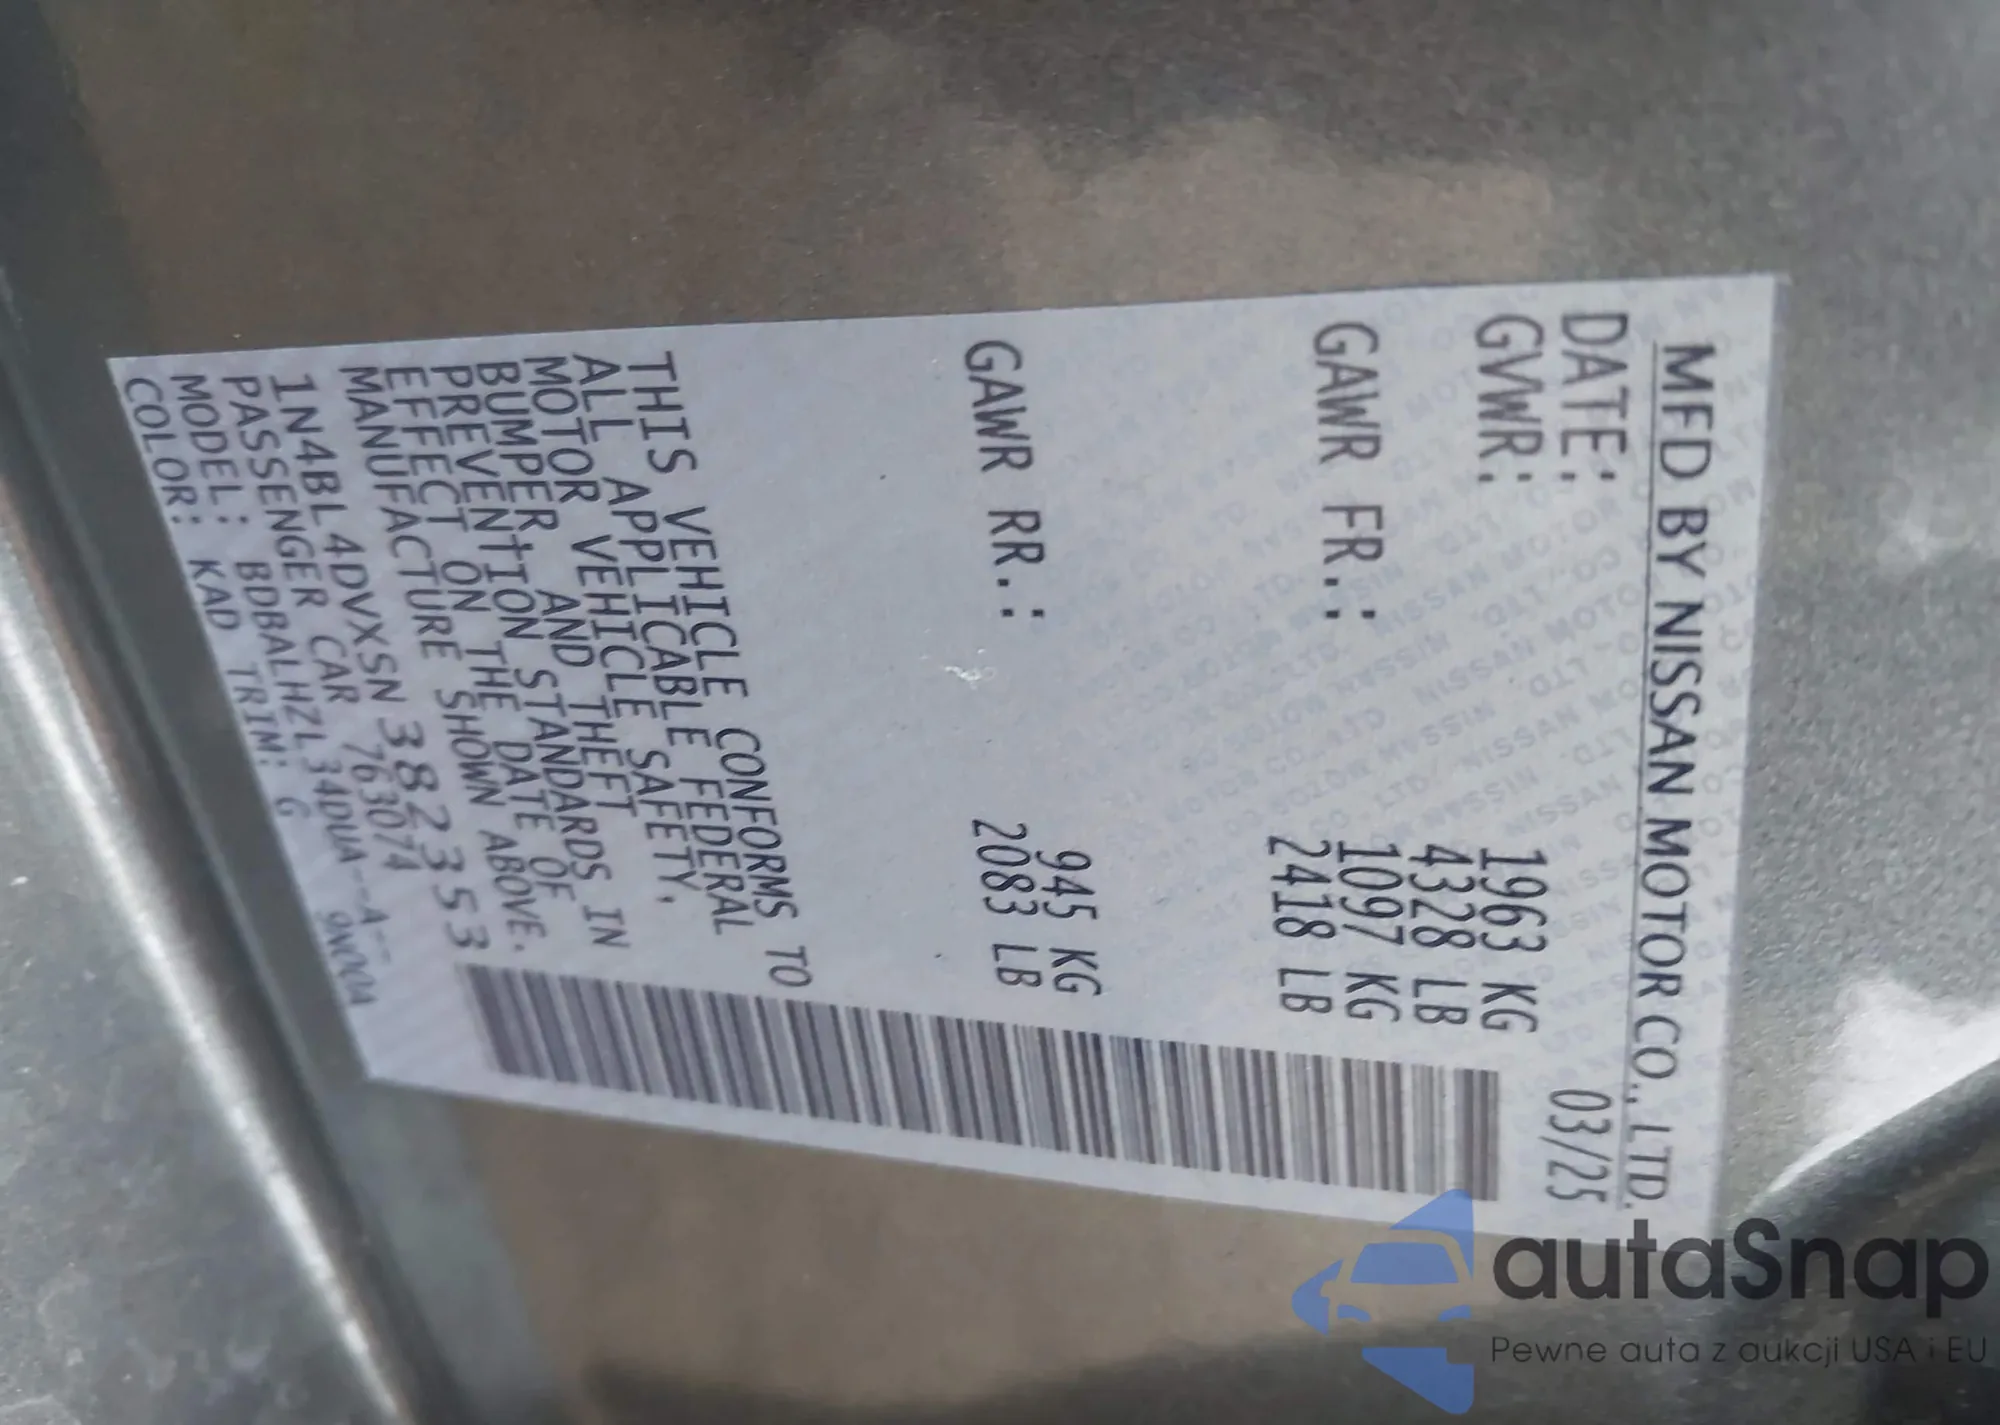 MFD BY NISSAN MOTOR CO., LTD.
DATE: 03/25
GVWR: 1963 KG
4328 LB
GAWR FR.: 1097 KG
2418 LB
GAWR RR.: 945 KG
2083 LB
THIS VEHICLE CONFORMS TO
ALL APPLICABLE FEDERAL
MOTOR VEHICLE SAFETY,
BUMPER AND THEFT
PREVENTION STANDARDS IN
EFFECT ON THE DATE OF
MANUFACTURE SHOWN ABOVE.
1N4BL4DVXSN382353
PASSENGER CAR 763074
MODEL: BDBALHZL34DUA--A--
COLOR: KAD TRIM: G 9N00A
autaSnap
Pewne auta z aukcji USA i EU